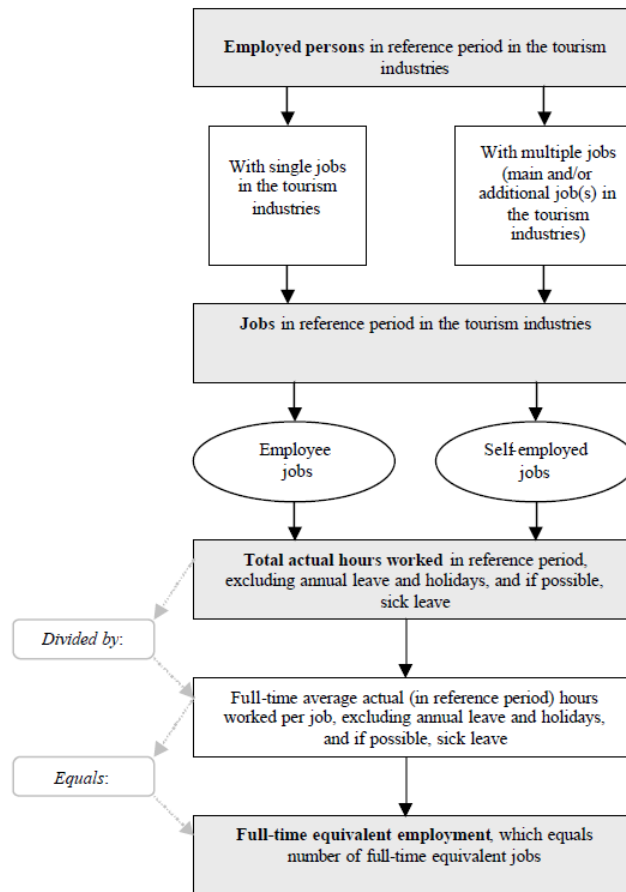 Employed persons in reference period in the tourism
industries
With single jobs
in the tourism
industries
With multiple jobs
(main and/or
additional job(s) in
the tourism
industries)
Jobs in reference period in the tourism industries
Employee
jobs
Self-employed
jobs
Total actual hours worked in reference period,
excluding annual leave and holidays, and if possible,
sick leave
Divided by:
Full-time average actual (in reference period) hours
worked per job, excluding annual leave and holidays,
and if possible, sick leave
Equals:
Full-time equivalent employment, which equals
number of full-time equivalent jobs